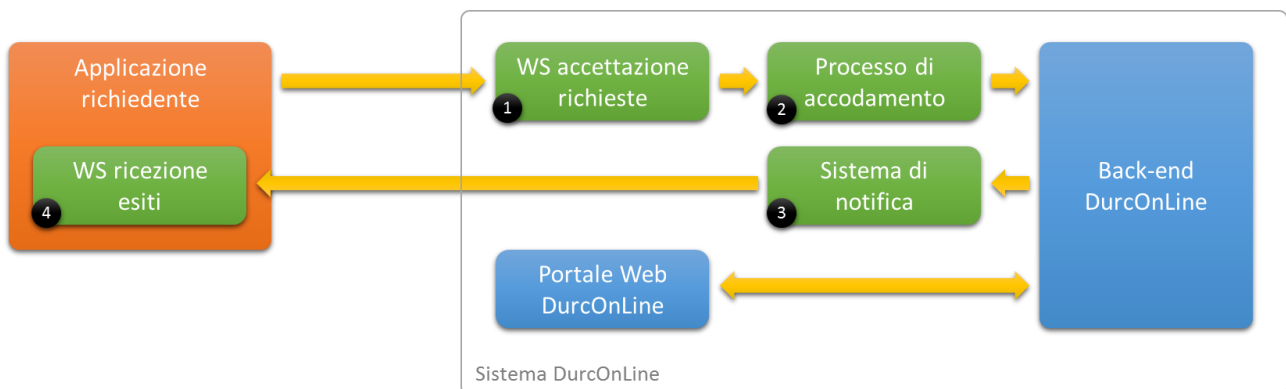 Applicazione
richiedente
WS accettazione
richieste
1
Processo di
accodamento
2
WS ricezione
esiti
4
Sistema di
notifica
3
Back-end
DurcOnLine
Portale Web
DurcOnLine
Sistema DurcOnLine